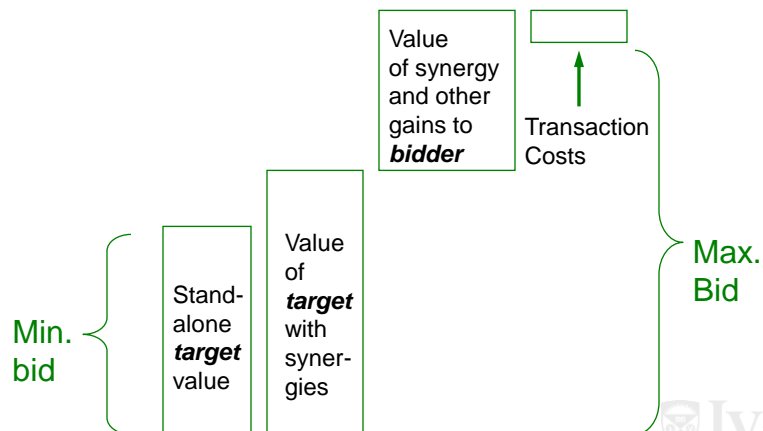 Value
of synergy
and other
gains to
bidder
Transaction
Costs
Value
of
target
with
syner-
gies
Stand-
alone
target
value
Min.
bid
Max.
Bid